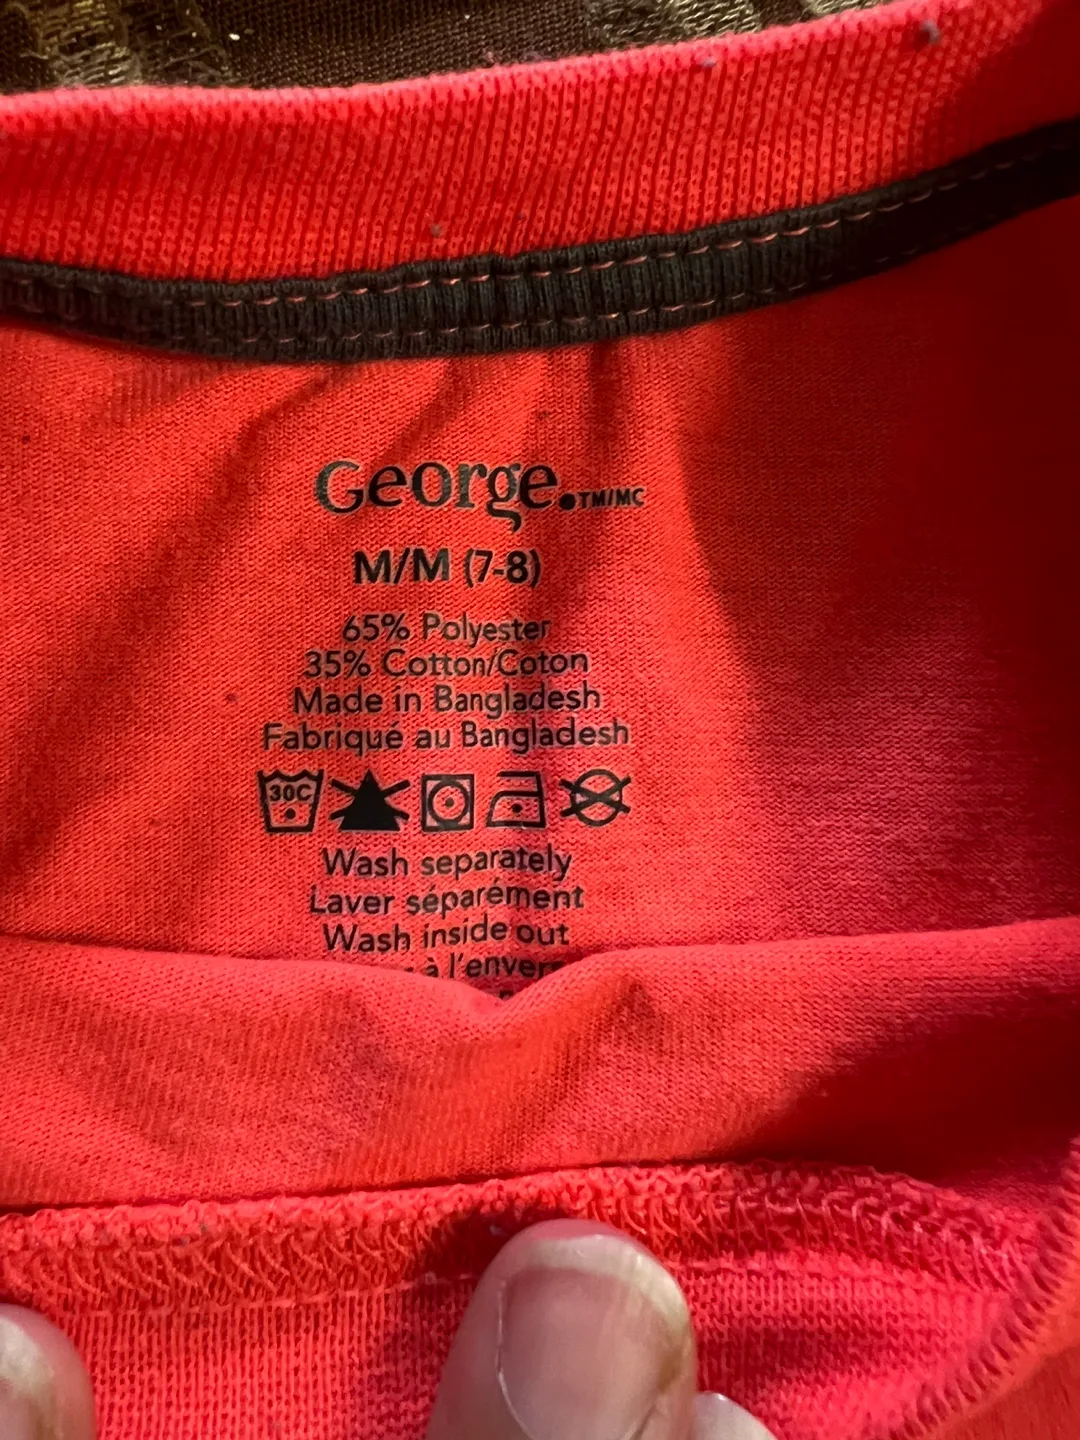 George.TM/MC
M/M (7-8)
65% Polyester
35% Cotton/Coton
Made in Bangladesh
Fabriqué au Bangladesh
30C
Wash separately
Laver séparément
Wash inside out
à l'envers